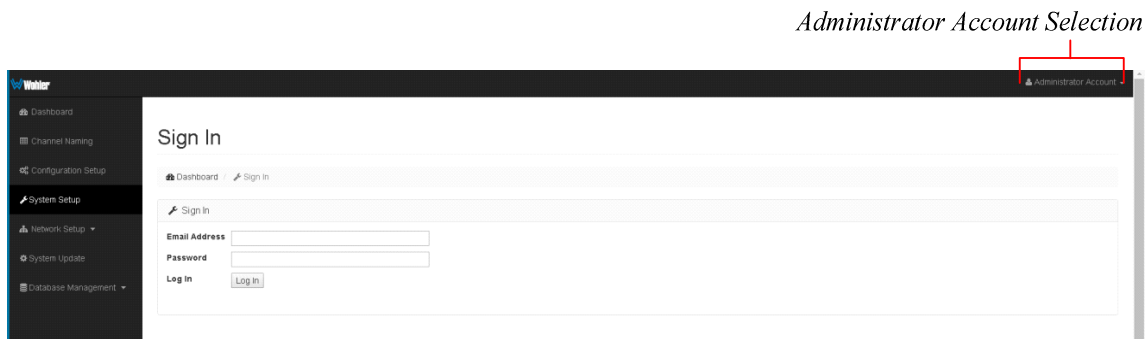 Administrator Account Selection
Wohler
Administrator Account
Dashboard
Channel Naming
Configuration Setup
System Setup
Network Setup
System Update
Database Management
Sign In
Dashboard / Sign In
Sign In
Email Address
Password
Log In Log In